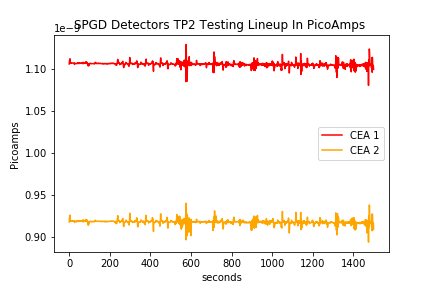 SPGD Detectors TP2 Testing Lineup In PicoAmps
1e−9
1.10
1.05
1.00
0.95
0.90
Picoamps
CEA 1
CEA 2
0 200 400 600 800 1000 1200 1400
seconds